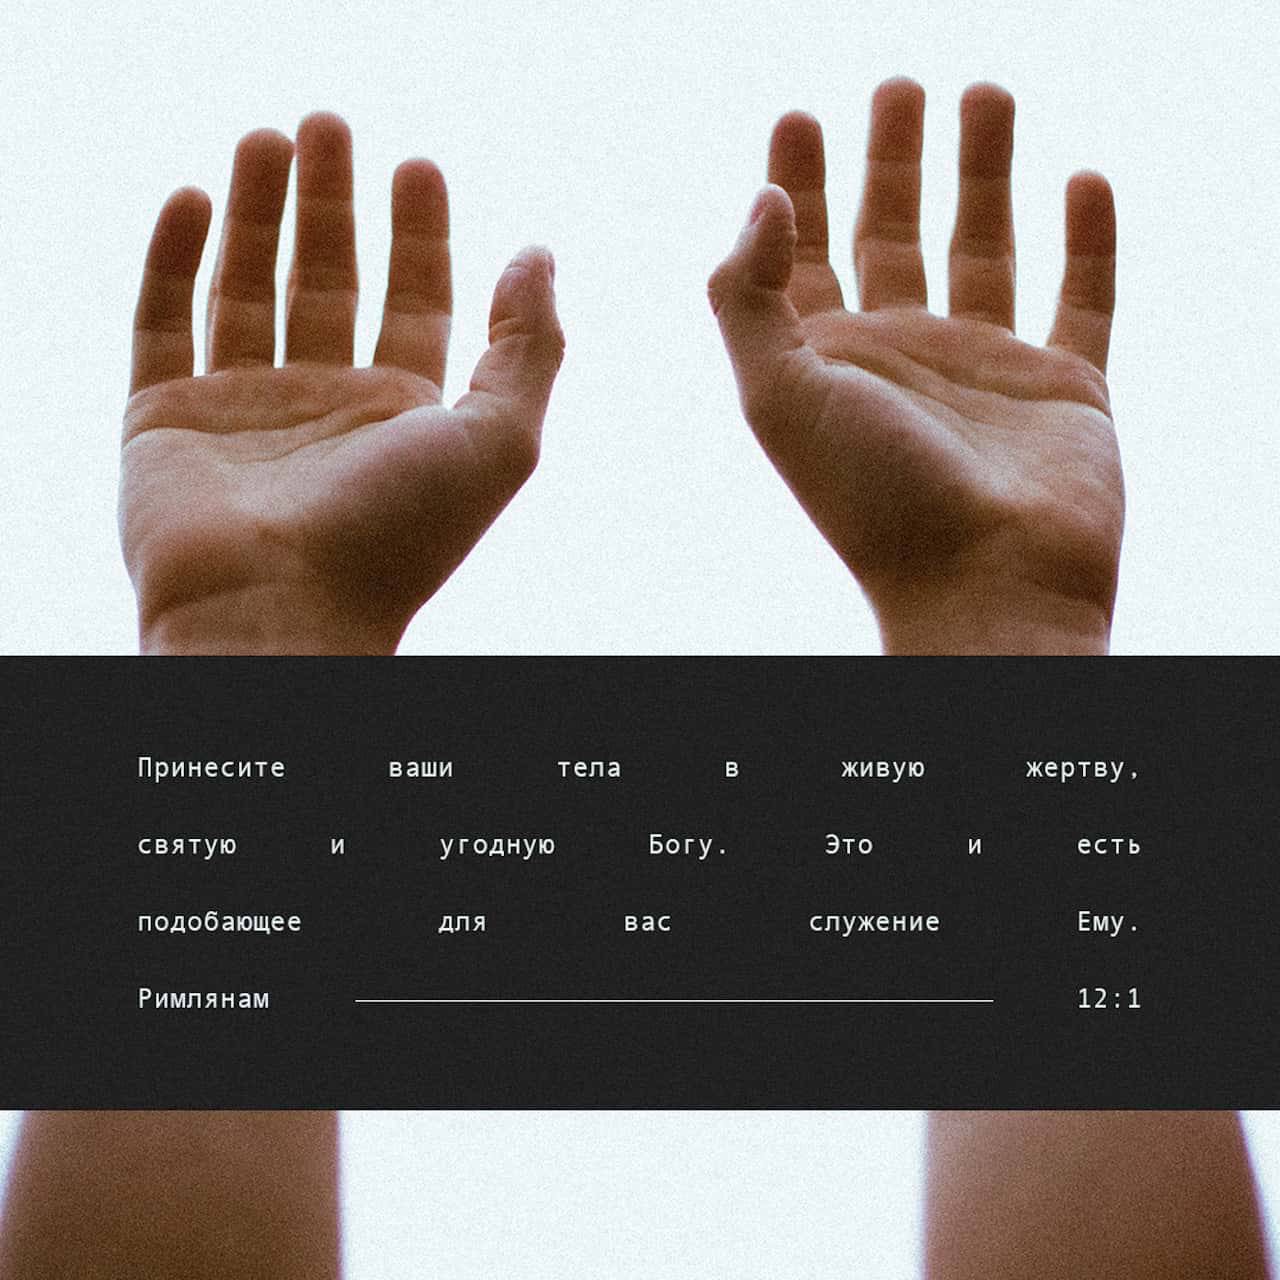 Принесите ваши тела в живую жертву,
святую и угодную Богу. Это и есть
подобающее для вас служение Ему.
Римлянам 12:1